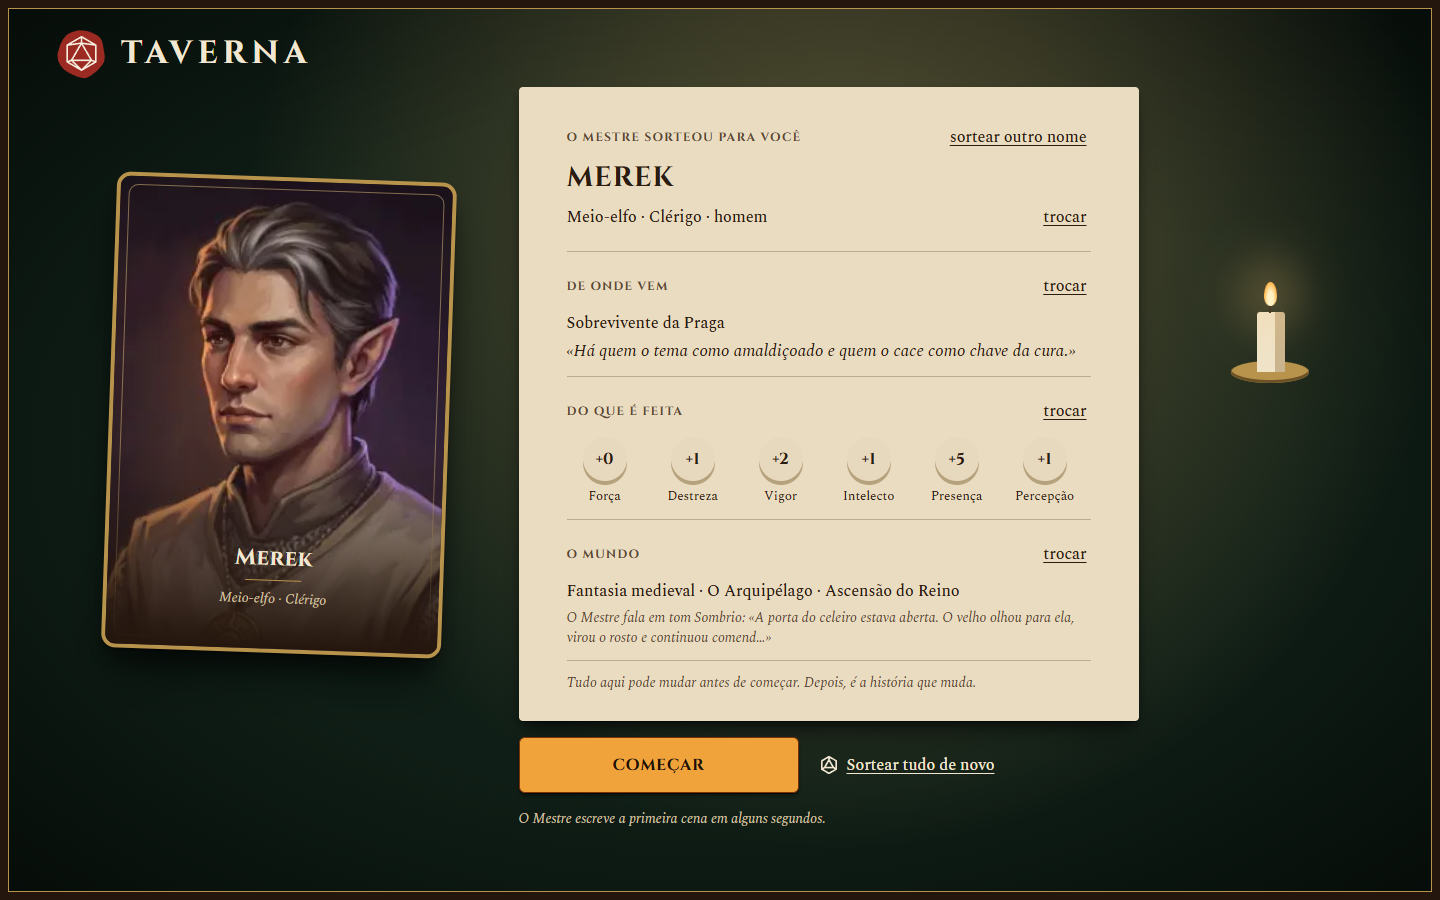 TAVERNA
O MESTRE SORTEOU PARA VOCÊ
sortear outro nome
MEREK
Meio-elfo · Clérigo · homem
trocar
DE ONDE VEM
trocar
Sobrevivente da Praga
«Há quem o tema como amaldiçoado e quem o cace como chave da cura.»
DO QUE É FEITA
trocar
+0 +1 +2 +1 +5 +1
Força Destreza Vigor Intelecto Presença Percepção
O MUNDO
trocar
Fantasia medieval · O Arquipélago · Ascensão do Reino
O Mestre fala em tom Sombrio: «A porta do celeiro estava aberta. O velho olhou para ela,
virou o rosto e continuou comend...»
Tudo aqui pode mudar antes de começar. Depois, é a história que muda.
MEREK
Meio-elfo · Clérigo
COMEÇAR
Sortear tudo de novo
O Mestre escreve a primeira cena em alguns segundos.